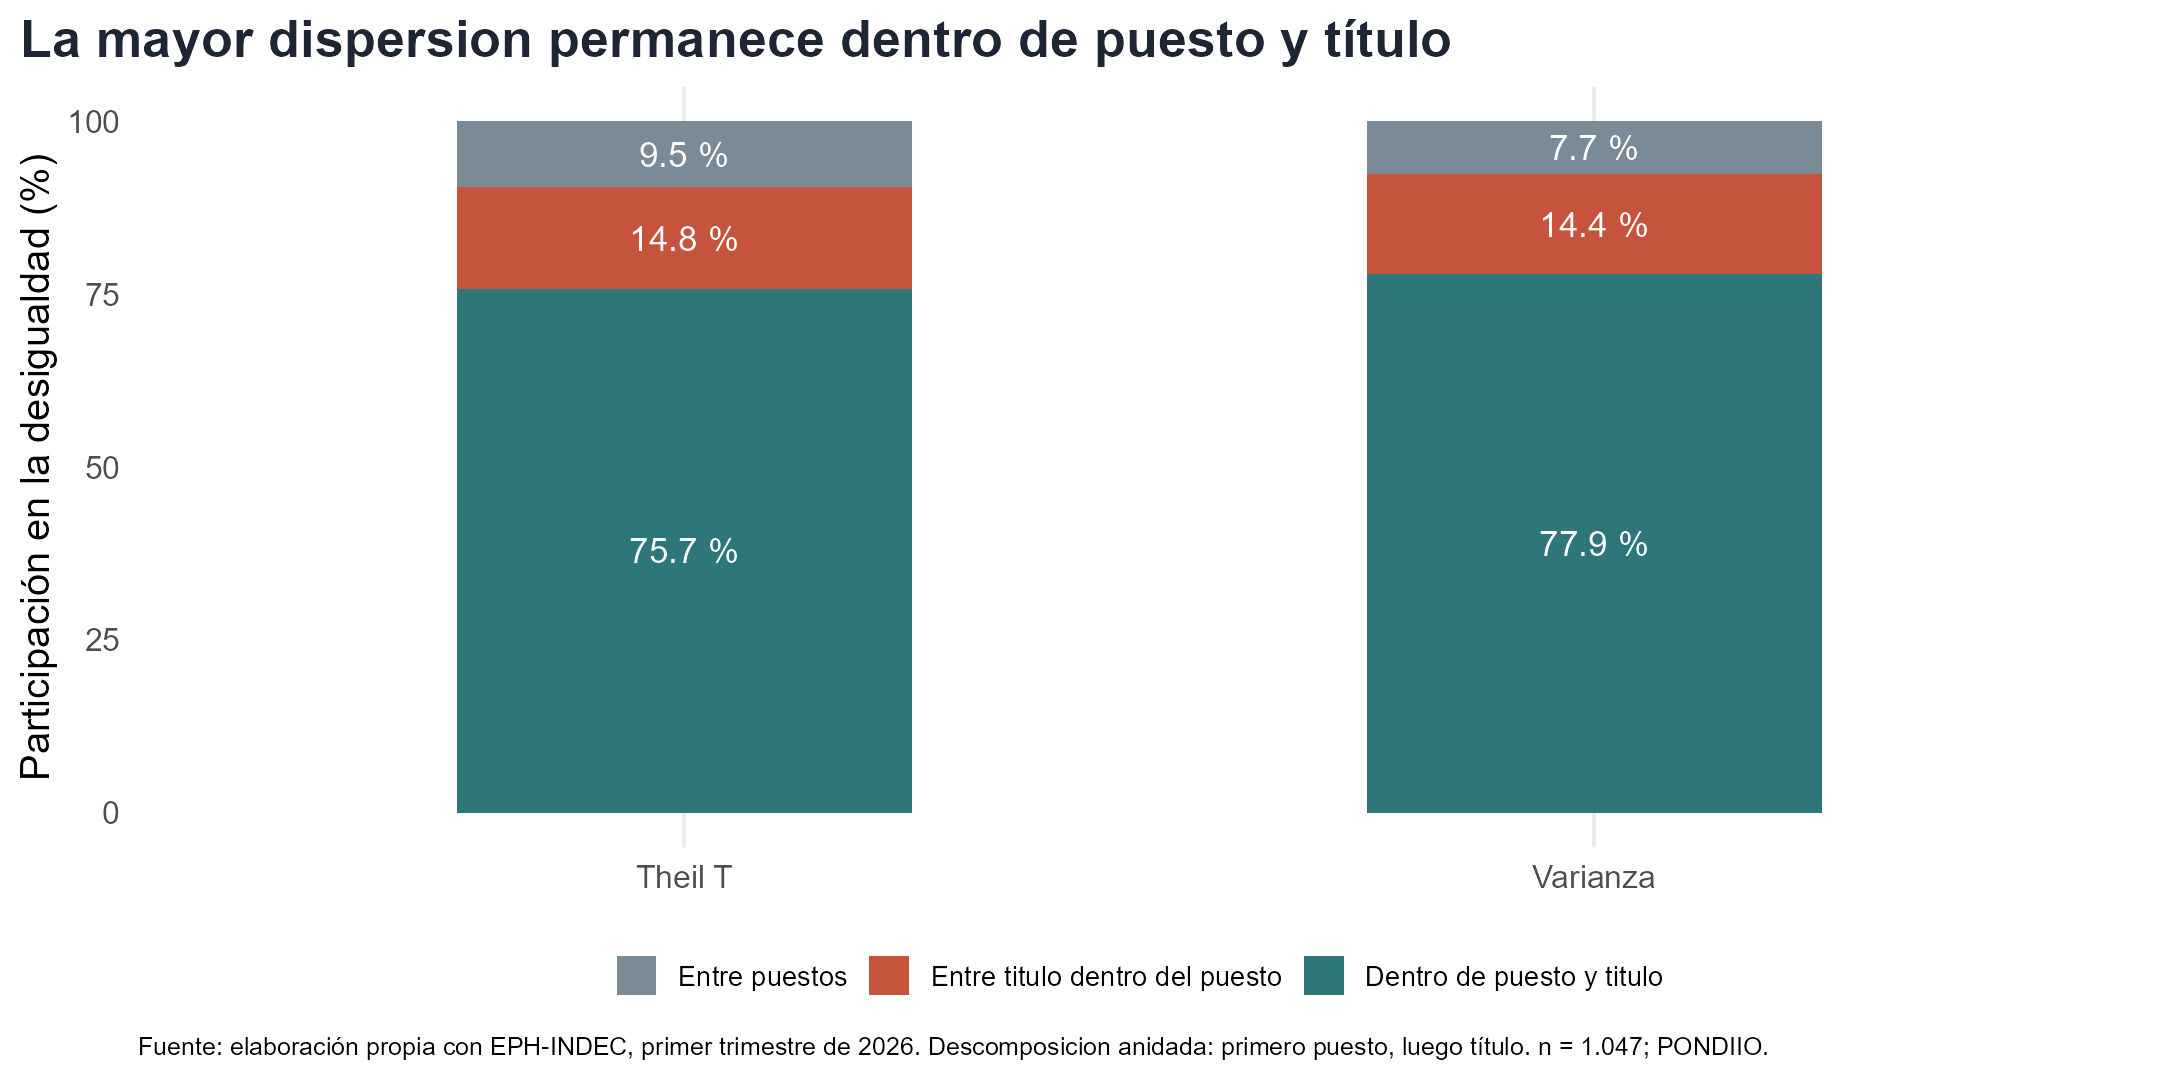 La mayor dispersion permanece dentro de puesto y título
Participación en la desigualdad (%)
100
75
50
25
0
9.5 %
14.8 %
75.7 %
7.7 %
14.4 %
77.9 %
Theil T
Varianza
Entre puestos
Entre titulo dentro del puesto
Dentro de puesto y titulo
Fuente: elaboración propia con EPH-INDEC, primer trimestre de 2026. Descomposicion anidada: primero puesto, luego título. n = 1.047; PONDIIO.